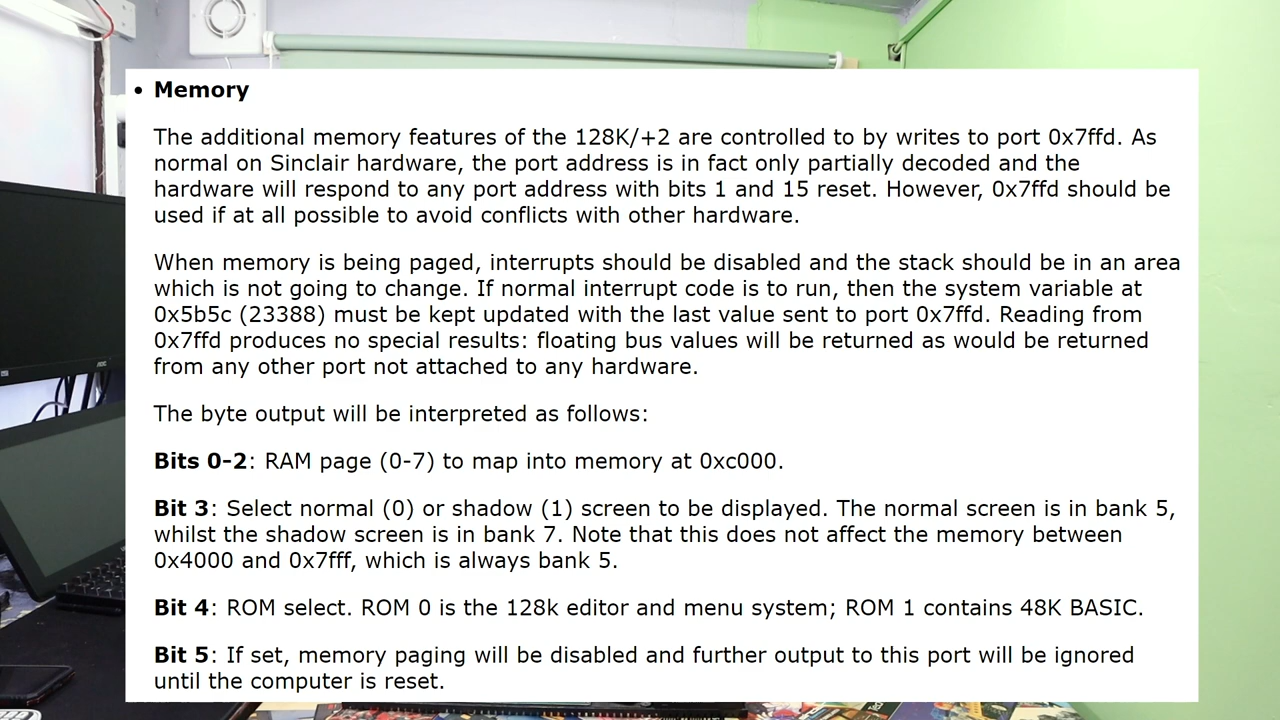 • Memory
The additional memory features of the 128K/+2 are controlled to by writes to port 0x7ffd. As
normal on Sinclair hardware, the port address is in fact only partially decoded and the
hardware will respond to any port address with bits 1 and 15 reset. However, 0x7ffd should be
used if at all possible to avoid conflicts with other hardware.
When memory is being paged, interrupts should be disabled and the stack should be in an area
which is not going to change. If normal interrupt code is to run, then the system variable at
0x5b5c (23388) must be kept updated with the last value sent to port 0x7ffd. Reading from
0x7ffd produces no special results: floating bus values will be returned as would be returned
from any other port not attached to any hardware.
The byte output will be interpreted as follows:
Bits 0-2: RAM page (0-7) to map into memory at 0xc000.
Bit 3: Select normal (0) or shadow (1) screen to be displayed. The normal screen is in bank 5,
whilst the shadow screen is in bank 7. Note that this does not affect the memory between
0x4000 and 0x7fff, which is always bank 5.
Bit 4: ROM select. ROM 0 is the 128k editor and menu system; ROM 1 contains 48K BASIC.
Bit 5: If set, memory paging will be disabled and further output to this port will be ignored
until the computer is reset.